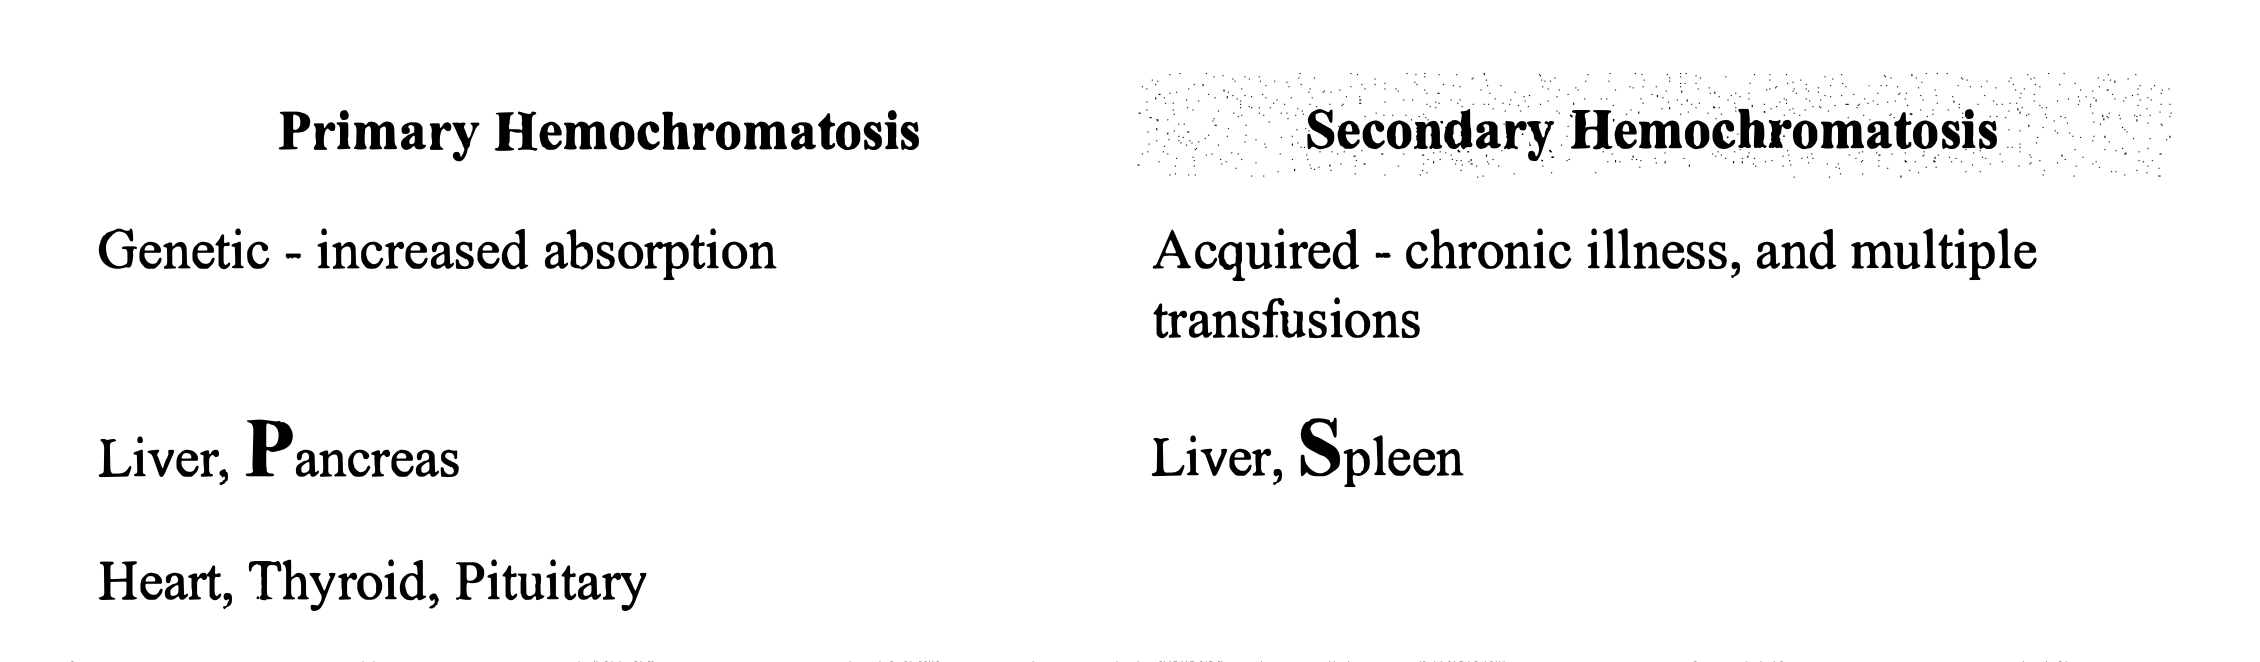 Primary Hemochromatosis
Secondary Hemochromatosis
Genetic - increased absorption
Acquired - chronic illness, and multiple
transfusions
Liver, Pancreas
Liver, Spleen
Heart, Thyroid, Pituitary